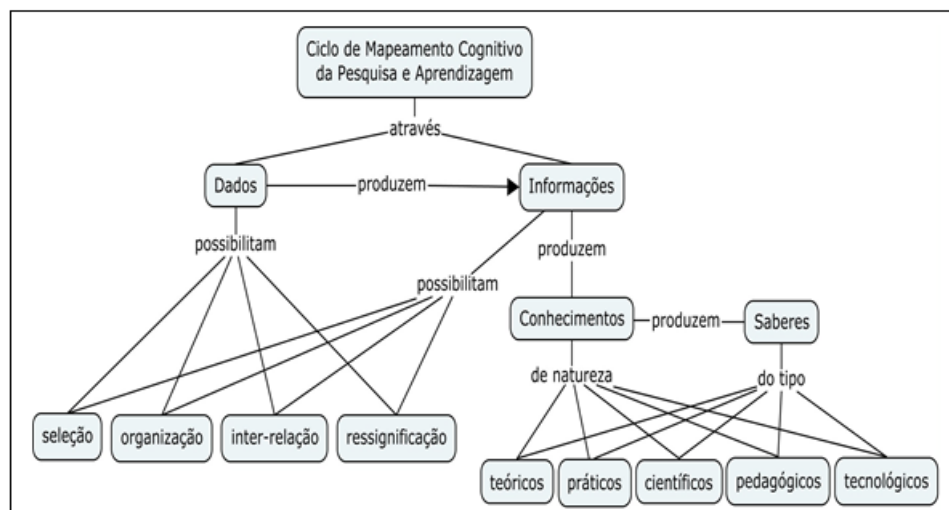 Ciclo de Mapeamento Cognitivo
da Pesquisa e Aprendizagem
através
Dados
produzem
Informações
possibilitam
produzem
possibilitam
Conhecimentos
produzem
Saberes
de natureza
do tipo
seleção
organização
inter-relação
ressignificação
teóricos
práticos
científicos
pedagógicos
tecnológicos